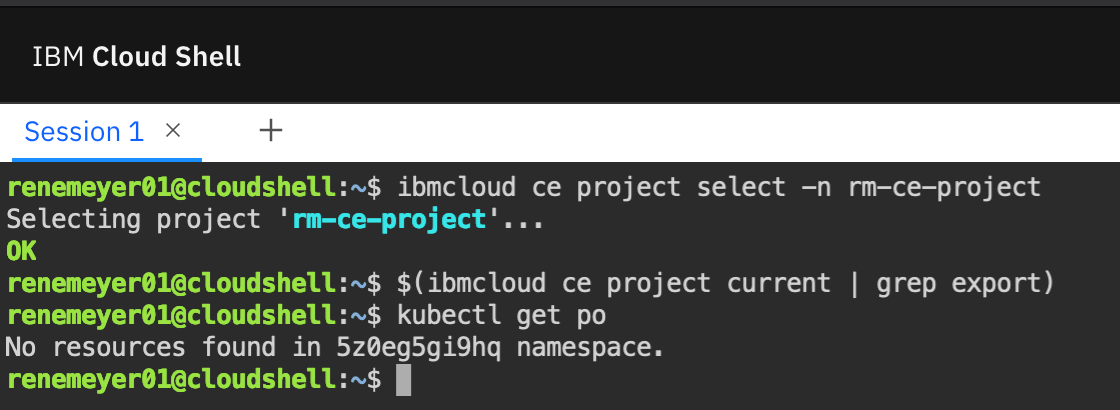 IBM Cloud Shell
Session 1 × +
renemeyer01@cloudshell:~$ ibmcloud ce project select -n rm-ce-project
Selecting project 'rm-ce-project'...
OK
renemeyer01@cloudshell:~$ $(ibmcloud ce project current | grep export)
renemeyer01@cloudshell:~$ kubectl get po
No resources found in 5z0eg5gi9hq namespace.
renemeyer01@cloudshell:~$